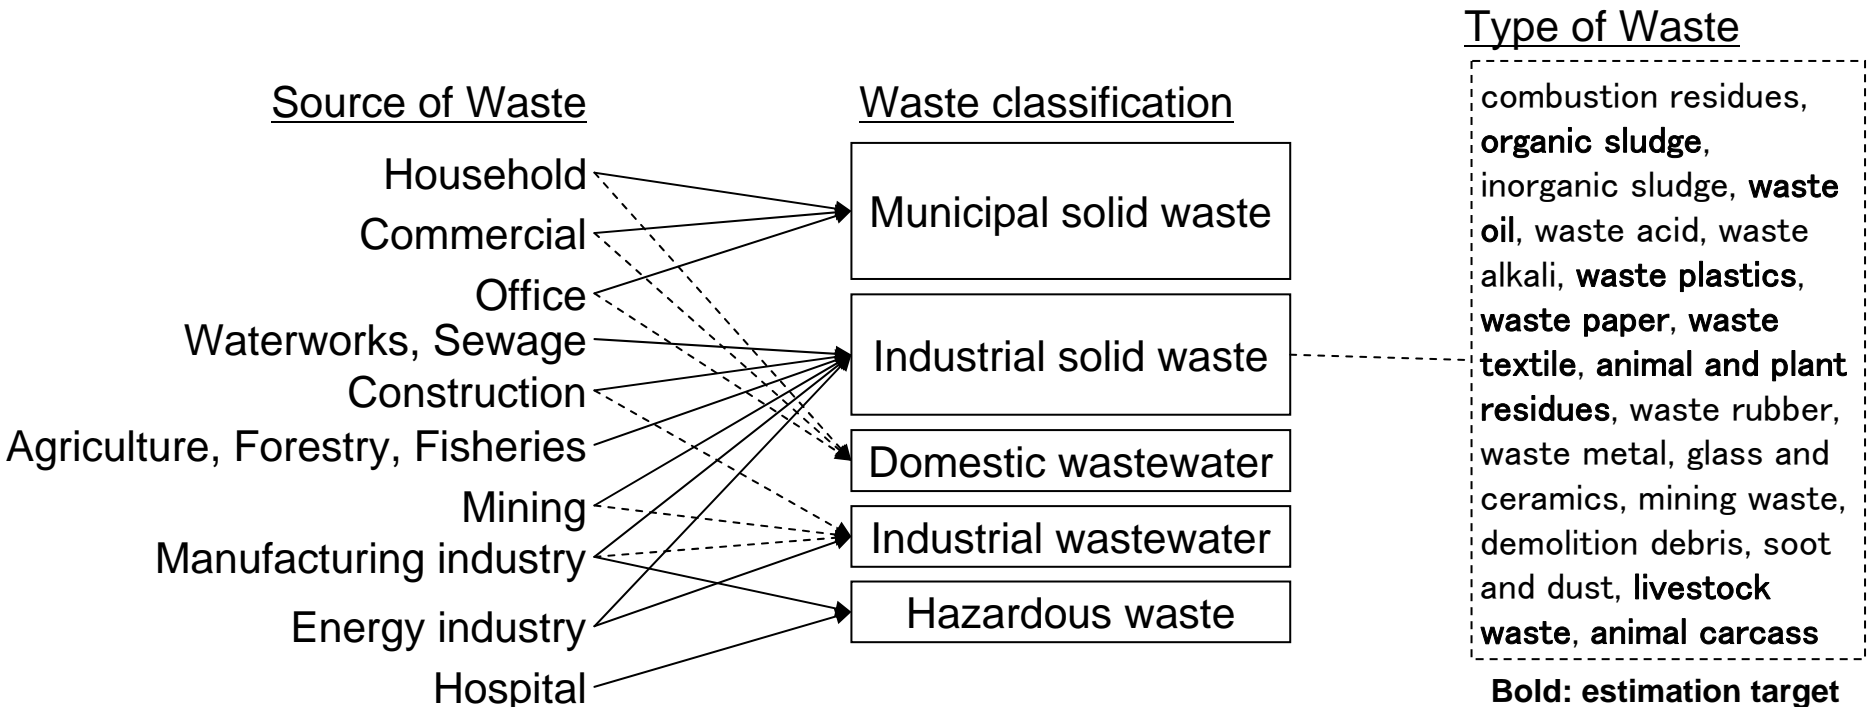 Type of Waste
Source of Waste
Waste classification
Household
Commercial
Office
Waterworks, Sewage
Construction
Agriculture, Forestry, Fisheries
Mining
Manufacturing industry
Energy industry
Hospital
Municipal solid waste
Industrial solid waste
Domestic wastewater
Industrial wastewater
Hazardous waste
combustion residues,
organic sludge,
inorganic sludge, waste
oil, waste acid, waste
alkali, waste plastics,
waste paper, waste
textile, animal and plant
residues, waste rubber,
waste metal, glass and
ceramics, mining waste,
demolition debris, soot
and dust, livestock
waste, animal carcass
Bold: estimation target